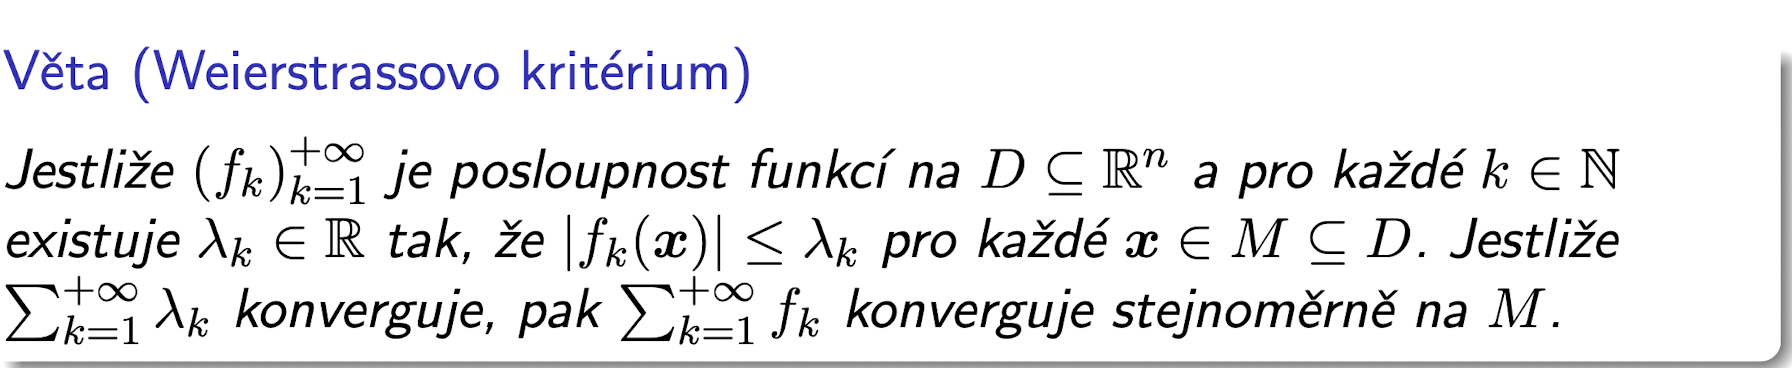 Věta (Weierstrassovo kritérium)
Jestliže $(f_k)_{k=1}^{+\infty}$ je posloupnost funkcí na $D \subseteq \mathbb{R}^n$ a pro každé $k \in \mathbb{N}$
existuje $\lambda_k \in \mathbb{R}$ tak, že $|f_k(\boldsymbol{x})| \leq \lambda_k$ pro každé $\boldsymbol{x} \in M \subseteq D$. Jestliže
$\sum_{k=1}^{+\infty} \lambda_k$ konverguje, pak $\sum_{k=1}^{+\infty} f_k$ konverguje stejnoměrně na $M$.